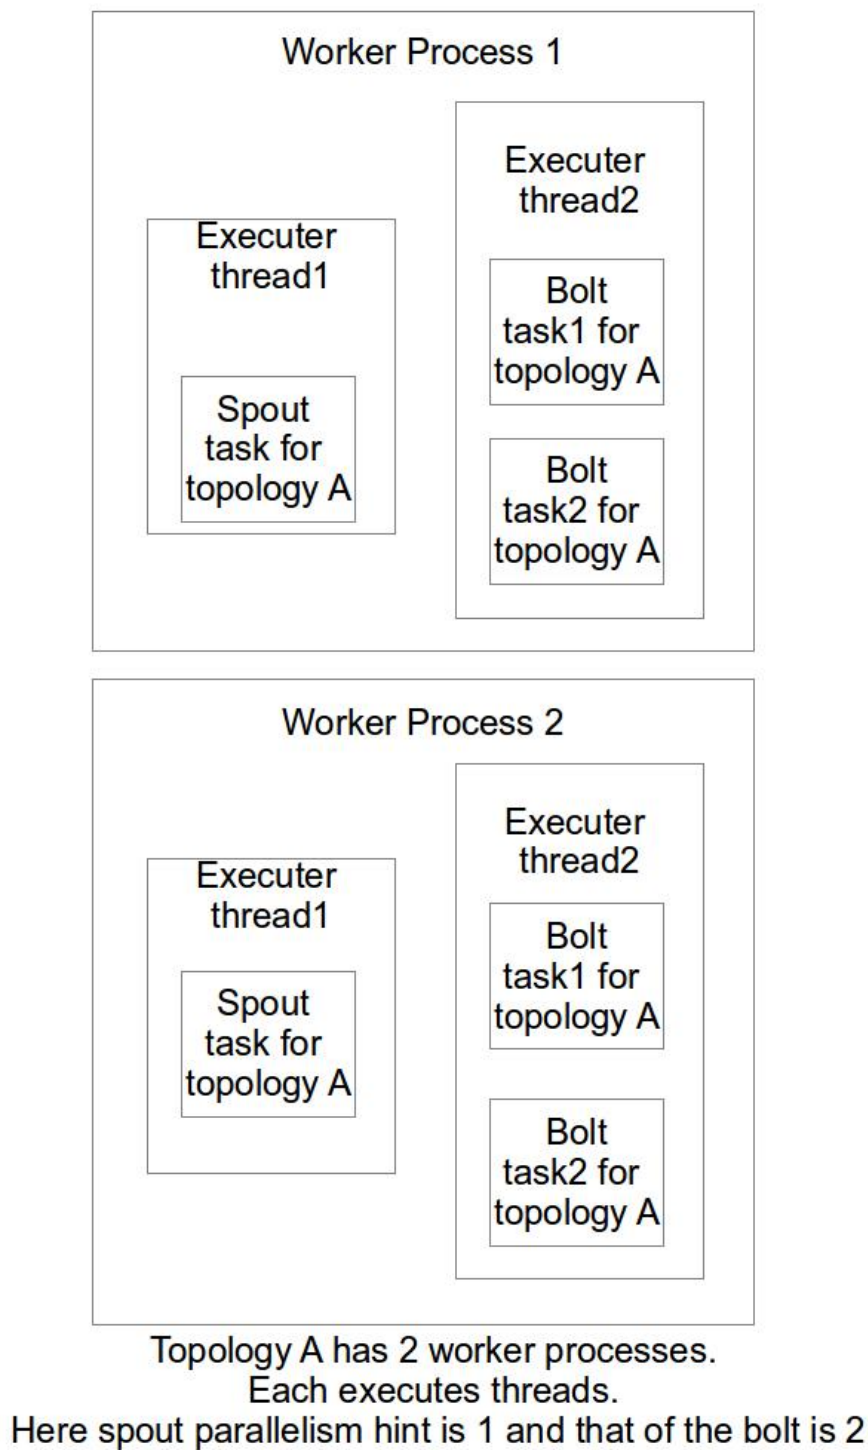 Worker Process 1
Executer
thread2
Executer
thread1
Bolt
task1 for
topology A
Spout
task for
topology A
Bolt
task2 for
topology A
Worker Process 2
Executer
thread2
Executer
thread1
Bolt
task1 for
topology A
Spout
task for
topology A
Bolt
task2 for
topology A
Topology A has 2 worker processes.
Each executes threads.
Here spout parallelism hint is 1 and that of the bolt is 2